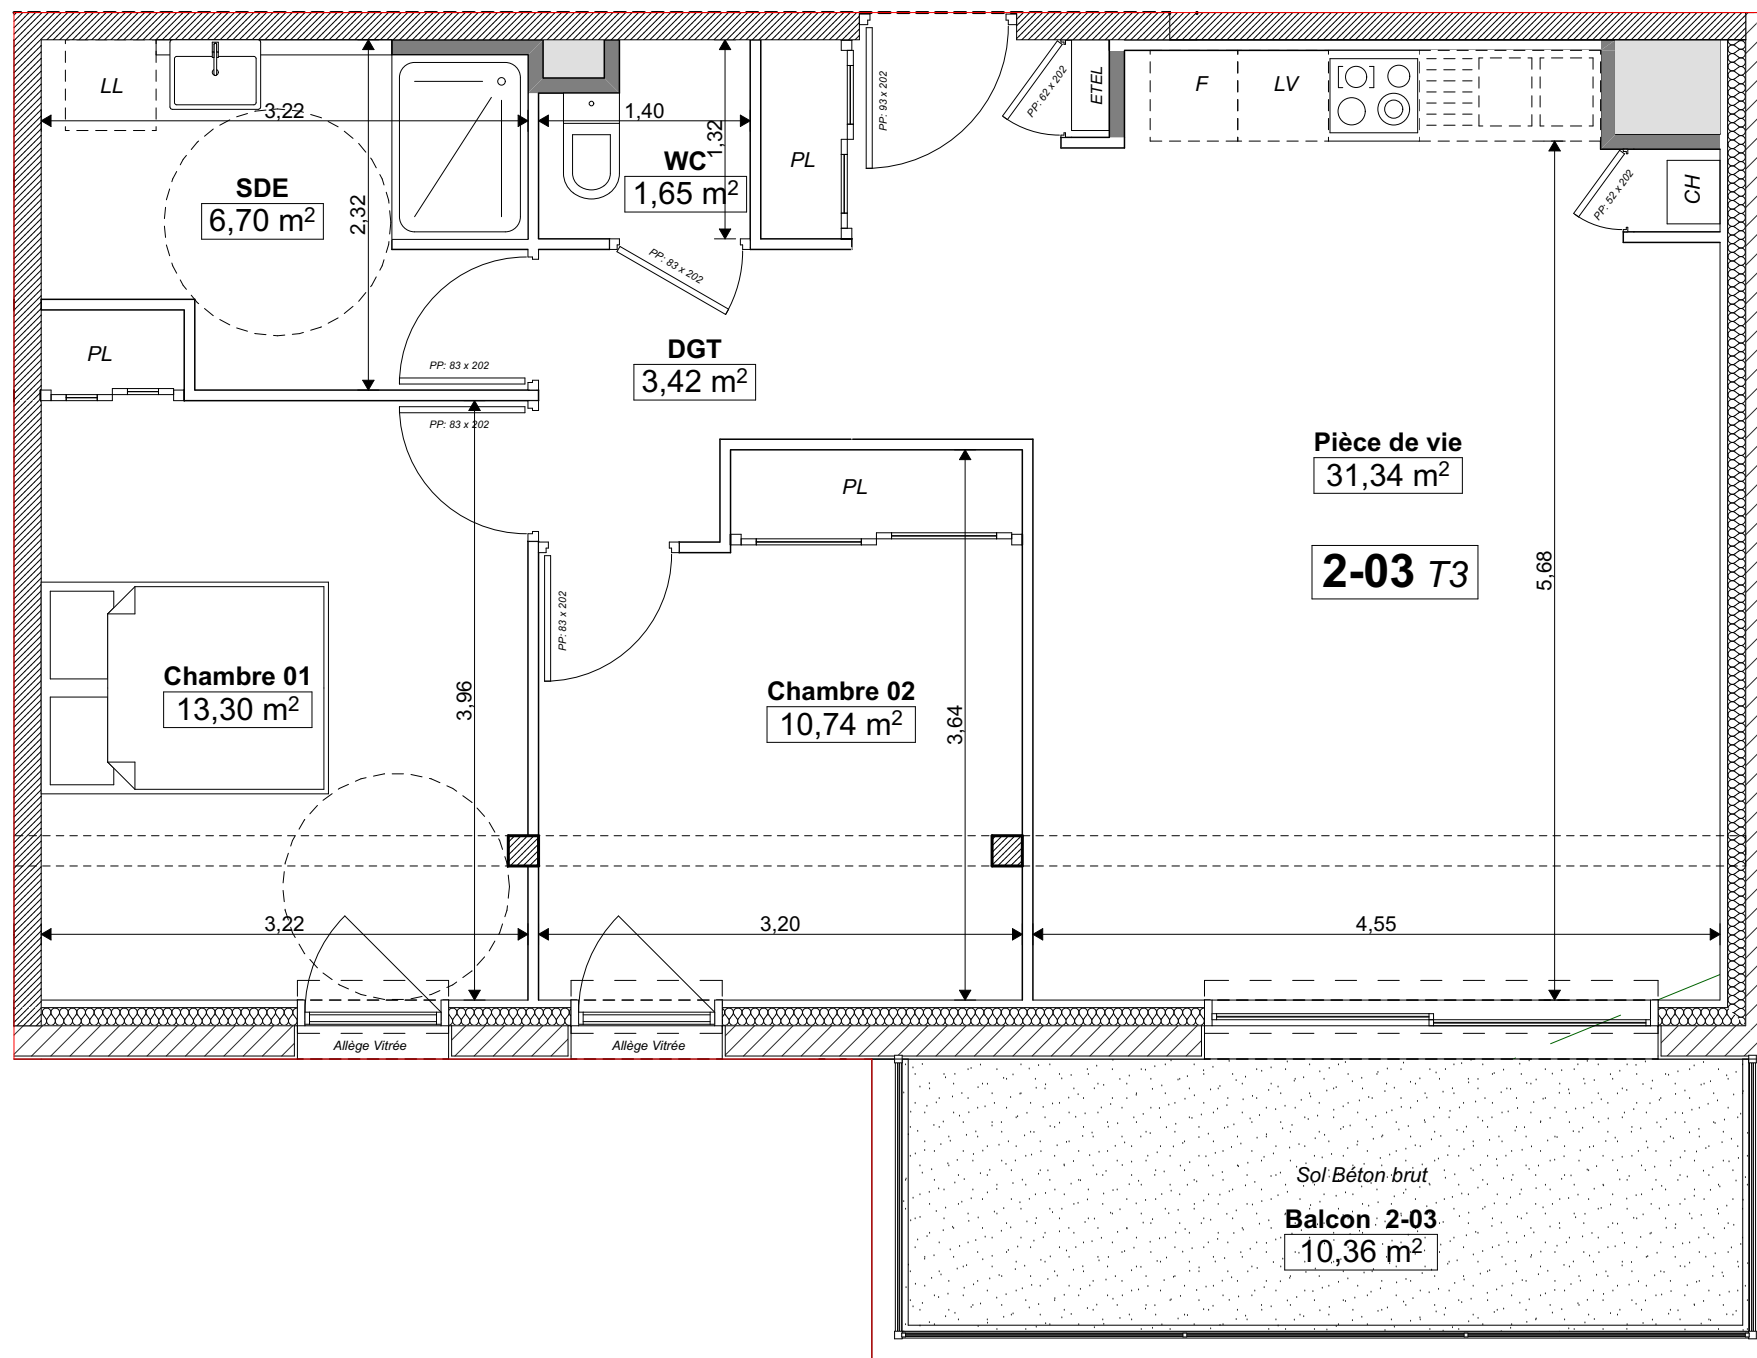 LL
3,22
SDE
6,70 m²
2,32
1,40
1,32
WC
1,65 m²
PL
PP: 93 x 202
PP: 62 x 202
ETEL
F
LV
PP: 52 x 202
CH
PP: 83 x 202
PL
PP: 83 x 202
PP: 83 x 202
DGT
3,42 m²
PL
Pièce de vie
31,34 m²
2-03 T3
5,68
PP: 83 x 202
Chambre 01
13,30 m²
3,96
Chambre 02
10,74 m²
3,64
3,22
3,20
4,55
Allège Vitrée
Allège Vitrée
Sol Béton brut
Balcon 2-03
10,36 m²